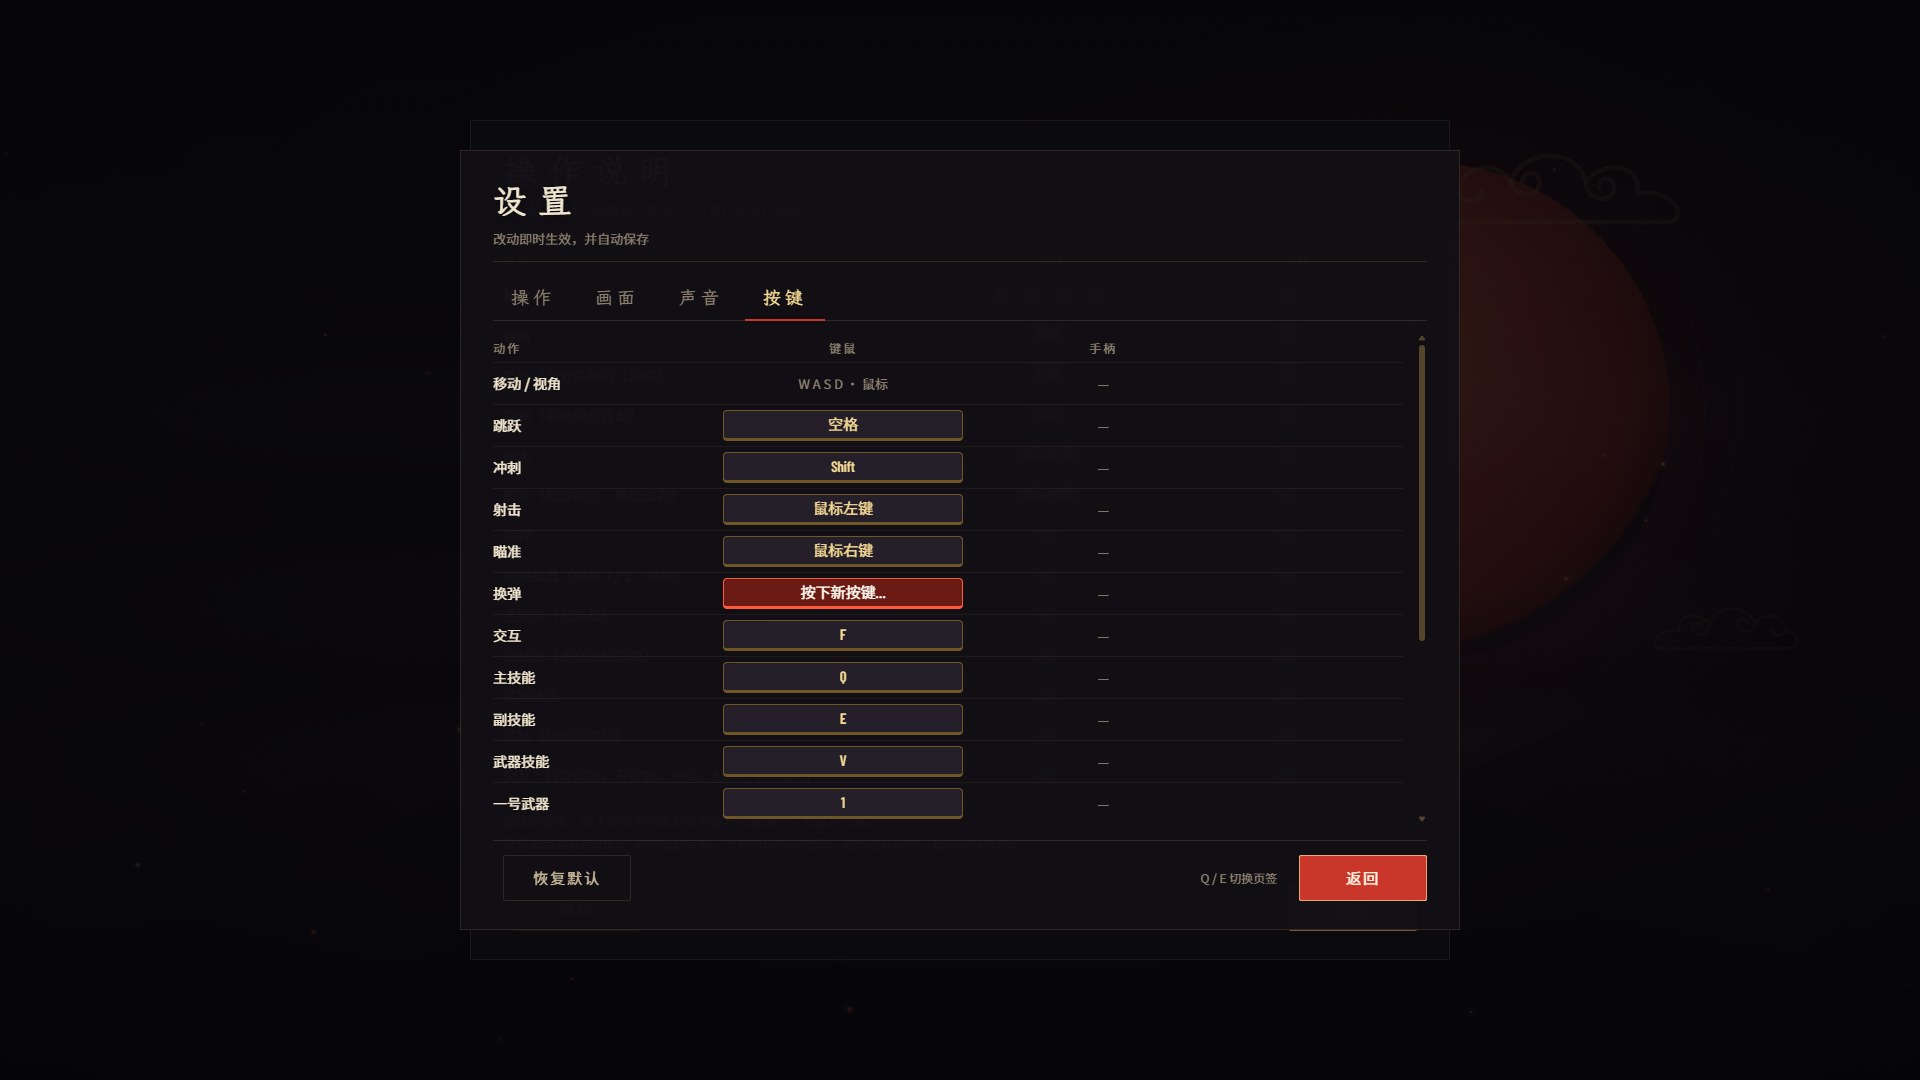 操作说明
设置
改动即时生效，并自动保存
操作 画面 声音 按键
动作 键鼠 手柄
移动 / 视角 WASD · 鼠标 —
跳跃 空格 —
冲刺 Shift —
射击 鼠标左键 —
瞄准 鼠标右键 —
换弹 按下新按键... —
交互 F —
主技能 Q —
副技能 E —
武器技能 V —
一号武器 1 —
恢复默认 Q / E 切换页签 返回